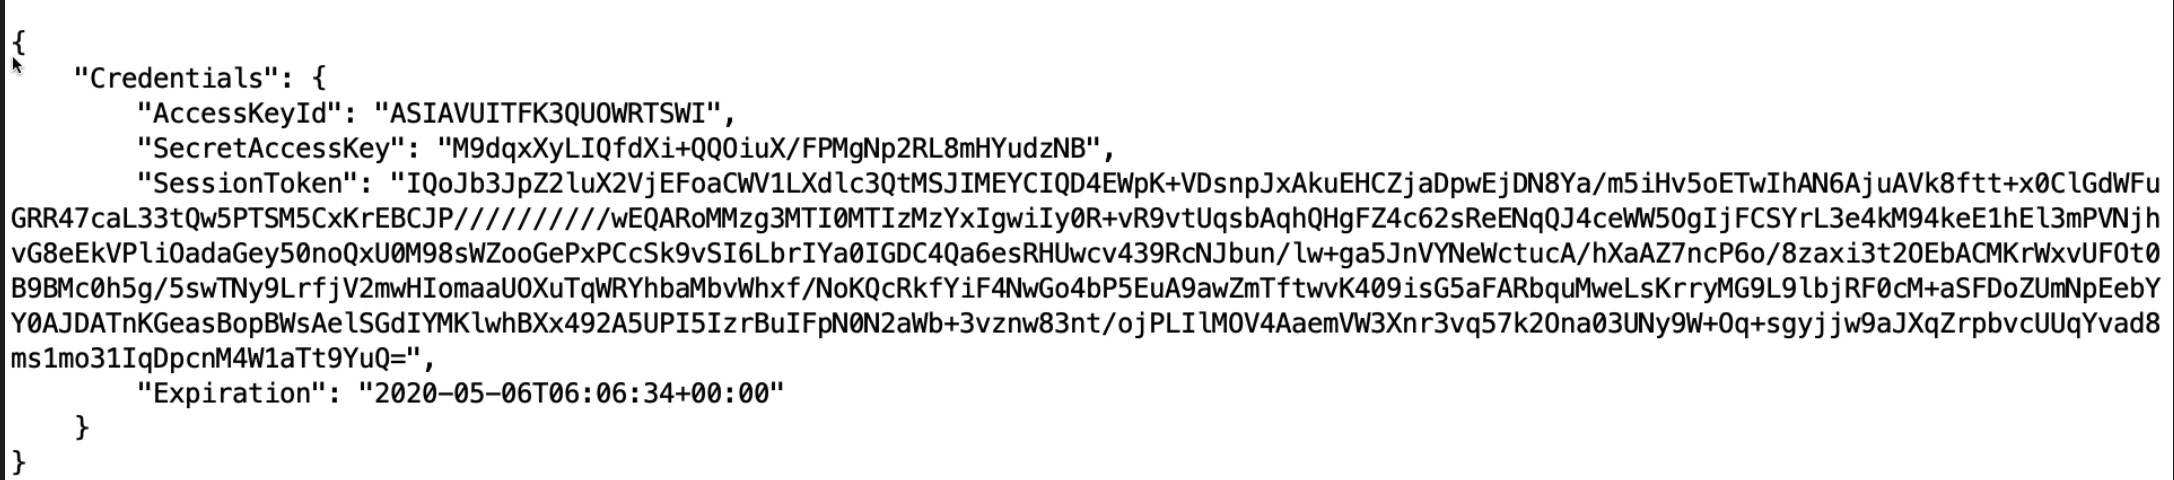 {
    "Credentials": {
        "AccessKeyId": "ASIAVUITFK3QUOWRTSWI",
        "SecretAccessKey": "M9dqxXyLIQfdXi+QQOiuX/FPMgNp2RL8mHYudzNB",
        "SessionToken": "IQoJb3JpZ2luX2VjEFoaCWV1LXdlc3QtMSJIMEYCIQD4EWpK+VDsnpJxAkuEHCZjaDpwEjDN8Ya/m5iHv5oETwIhAN6AjuAVk8ftt+x0ClGdWFu
GRR47caL33tQw5PTSM5CxKrEBCJP//////////wEQARoMMzg3MTI0MTIzMzYxIgwiIy0R+vR9vtUqsbAqhQHgFZ4c62sReENqQJ4ceWW5OgIjFCSYrL3e4kM94keE1hEl3mPVNjh
vG8eEkVPliOadaGey50noQxU0M98sWZooGePxPCcSk9vSI6LbrIYa0IGDC4Qa6esRHUwcv439RcNJbun/lw+ga5JnVYNeWctucA/hXaAZ7ncP6o/8zaxi3t2OEbACMKrWxvUFOt0
B9BMc0h5g/5swTNy9LrfjV2mwHIomaaUOXuTqWRYhbaMbvWhxf/NoKQcRkfYiF4NwGo4bP5EuA9awZmTftwvK409isG5aFARbquMweLsKrryMG9L9lbjRF0cM+aSFDoZUmNpEebY
Y0AJDATnKGeasBopBWsAelSGdIYMKlwhBXx492A5UPI5IzrBuIFpN0N2aWb+3vznw83nt/ojPLIlMOV4AaemVW3Xnr3vq57k2Ona03UNy9W+Oq+sgyjjw9aJXqZrpbvcUUqYvad8
ms1mo31IqDpcnM4W1aTt9YuQ=",
        "Expiration": "2020-05-06T06:06:34+00:00"
    }
}